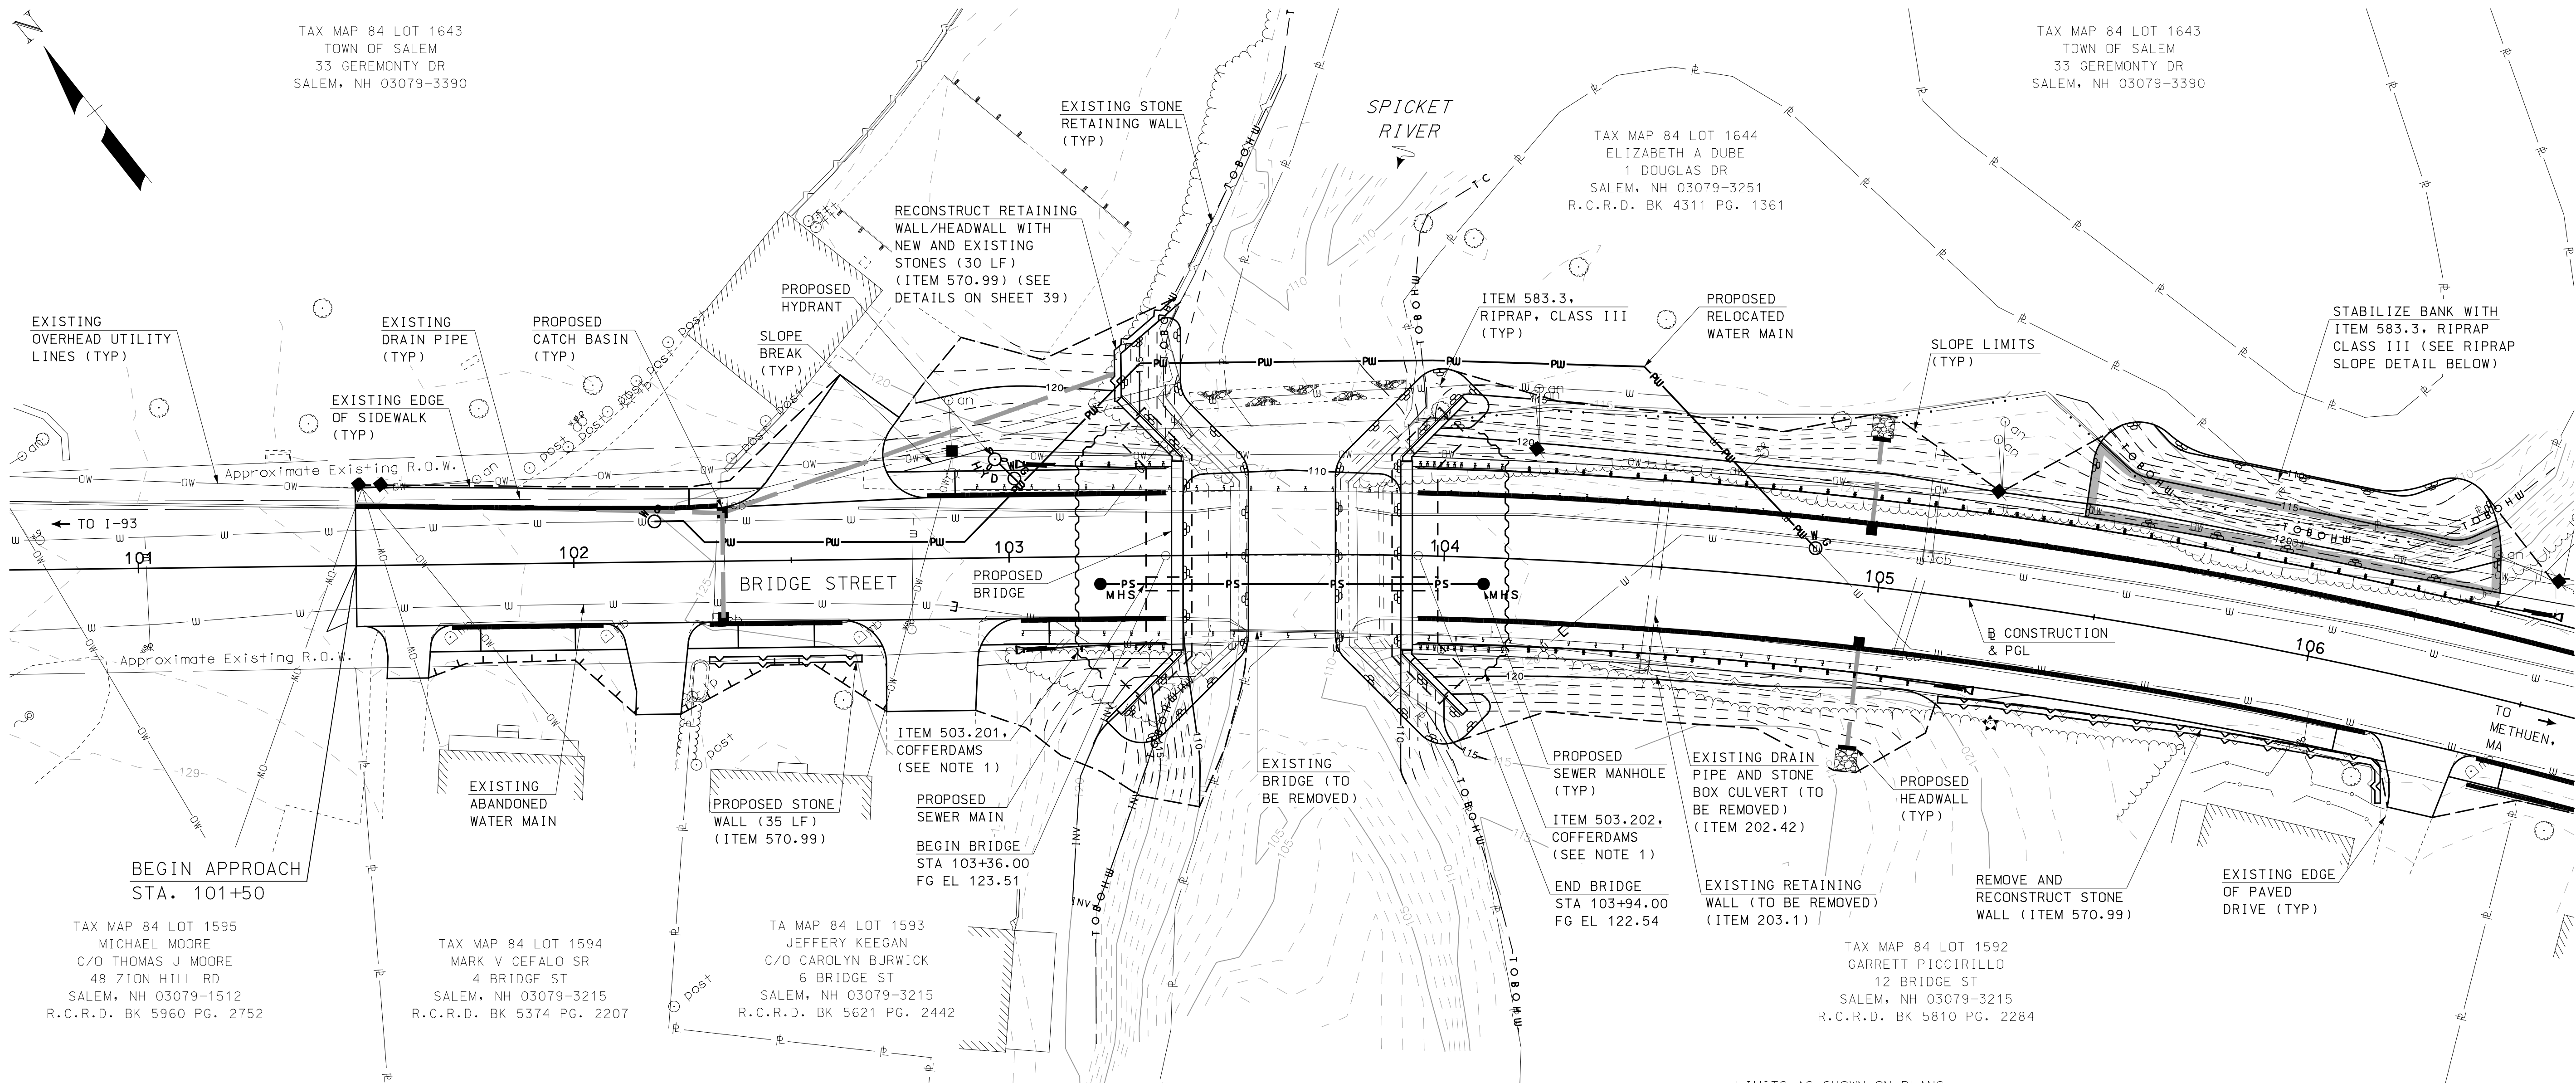 N
TAX MAP 84 LOT 1643
TOWN OF SALEM
33 GEREMONTY DR
SALEM, NH 03079-3390
TAX MAP 84 LOT 1643
TOWN OF SALEM
33 GEREMONTY DR
SALEM, NH 03079-3390
EXISTING STONE
RETAINING WALL
(TYP)
SPICKET
RIVER
TAX MAP 84 LOT 1644
ELIZABETH A DUBE
1 DOUGLAS DR
SALEM, NH 03079-3251
R.C.R.D. BK 4311 PG. 1361
RECONSTRUCT RETAINING
WALL/HEADWALL WITH
NEW AND EXISTING
STONES (30 LF)
(ITEM 570.99) (SEE
DETAILS ON SHEET 39)
EXISTING
OVERHEAD UTILITY
LINES (TYP)
EXISTING
DRAIN PIPE
(TYP)
PROPOSED
CATCH BASIN
(TYP)
PROPOSED
HYDRANT
SLOPE
BREAK
(TYP)
EXISTING EDGE
OF SIDEWALK
(TYP)
ITEM 583.3,
RIPRAP, CLASS III
(TYP)
PROPOSED
RELOCATED
WATER MAIN
SLOPE LIMITS
(TYP)
STABILIZE BANK WITH
ITEM 583.3, RIPRAP
CLASS III (SEE RIPRAP
SLOPE DETAIL BELOW)
Approximate Existing R.O.W.
TO I-93
101
102
103
104
105
106
BRIDGE STREET
PROPOSED
BRIDGE
MHS
PS
PS
PS
MHS
B CONSTRUCTION
& PGL
Approximate Existing R.O.W.
TO
METHUEN,
MA
BEGIN APPROACH
STA. 101+50
EXISTING
ABANDONED
WATER MAIN
PROPOSED STONE
WALL (35 LF)
(ITEM 570.99)
ITEM 503.201,
COFFERDAMS
(SEE NOTE 1)
PROPOSED
SEWER MAIN
BEGIN BRIDGE
STA 103+36.00
FG EL 123.51
EXISTING
BRIDGE (TO
BE REMOVED)
PROPOSED
SEWER MANHOLE
(TYP)
ITEM 503.202,
COFFERDAMS
(SEE NOTE 1)
END BRIDGE
STA 103+94.00
FG EL 122.54
EXISTING DRAIN
PIPE AND STONE
BOX CULVERT (TO
BE REMOVED)
(ITEM 202.42)
EXISTING RETAINING
WALL (TO BE REMOVED)
(ITEM 203.1)
PROPOSED
HEADWALL
(TYP)
REMOVE AND
RECONSTRUCT STONE
WALL (ITEM 570.99)
EXISTING EDGE
OF PAVED
DRIVE (TYP)
TAX MAP 84 LOT 1595
MICHAEL MOORE
C/O THOMAS J MOORE
48 ZION HILL RD
SALEM, NH 03079-1512
R.C.R.D. BK 5960 PG. 2752
TAX MAP 84 LOT 1594
MARK V CEFALO SR
4 BRIDGE ST
SALEM, NH 03079-3215
R.C.R.D. BK 5374 PG. 2207
TA MAP 84 LOT 1593
JEFFERY KEEGAN
C/O CAROLYN BURWICK
6 BRIDGE ST
SALEM, NH 03079-3215
R.C.R.D. BK 5621 PG. 2442
TAX MAP 84 LOT 1592
GARRETT PICCIRILLO
12 BRIDGE ST
SALEM, NH 03079-3215
R.C.R.D. BK 5810 PG. 2284